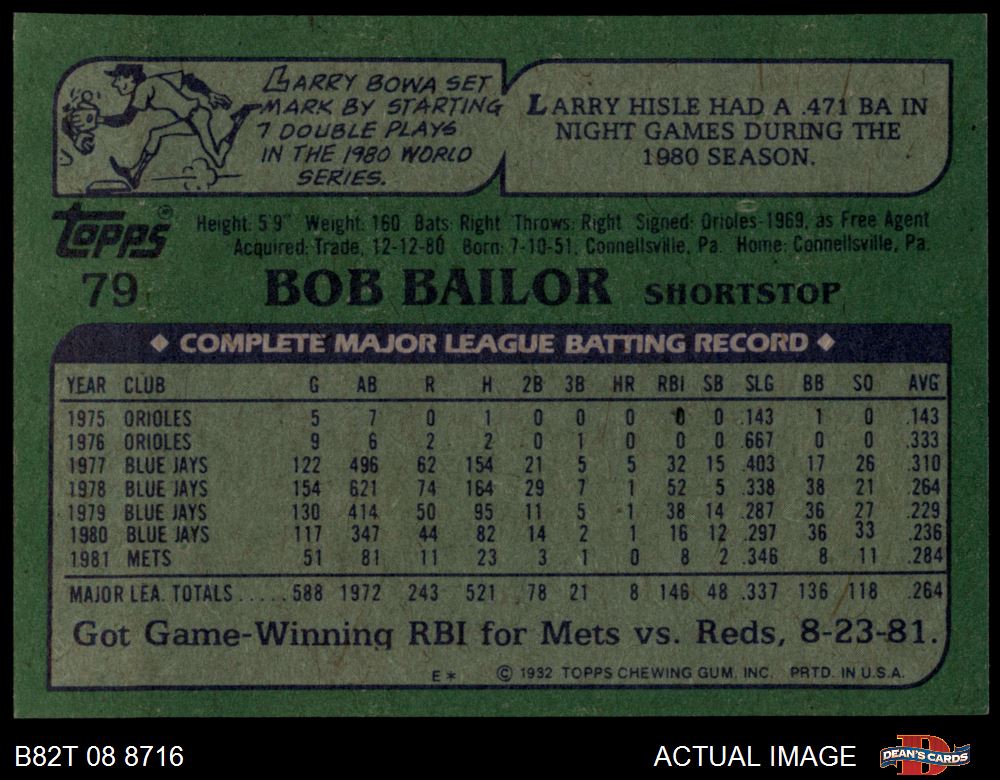 LARRY BOWA SET
MARK BY STARTING
7 DOUBLE PLAYS
IN THE 1980 WORLD
SERIES.
LARRY HISLE HAD A .471 BA IN
NIGHT GAMES DURING THE
1980 SEASON.
TOPPS®
Height: 5'9" Weight: 160 Bats: Right Throws: Right Signed: Orioles-1969, as Free Agent
Acquired: Trade, 12-12-80 Born: 7-10-51, Connellsville, Pa. Home: Connellsville, Pa.
79 BOB BAILOR SHORTSTOP
◆ COMPLETE MAJOR LEAGUE BATTING RECORD ◆
YEAR CLUB G AB R H 2B 3B HR RBI SB SLG BB SO AVG
1975 ORIOLES 5 7 0 1 0 0 0 0 0 .143 1 0 .143
1976 ORIOLES 9 6 2 2 0 1 0 0 0 .667 0 0 .333
1977 BLUE JAYS 122 496 62 154 21 5 5 32 15 .403 17 26 .310
1978 BLUE JAYS 154 621 74 164 29 7 1 52 5 .338 38 21 .264
1979 BLUE JAYS 130 414 50 95 11 5 1 38 14 .287 36 27 .229
1980 BLUE JAYS 117 347 44 82 14 2 1 16 12 .297 36 33 .236
1981 METS 51 81 11 23 3 1 0 8 2 .346 8 11 .284
MAJOR LEA. TOTALS.....588 1972 243 521 78 21 8 146 48 .337 136 118 .264
Got Game-Winning RBI for Mets vs. Reds, 8-23-81.
E* © 1982 TOPPS CHEWING GUM, INC. PRTD. IN U.S.A.
B82T 08 8716 ACTUAL IMAGE DEAN'S CARDS